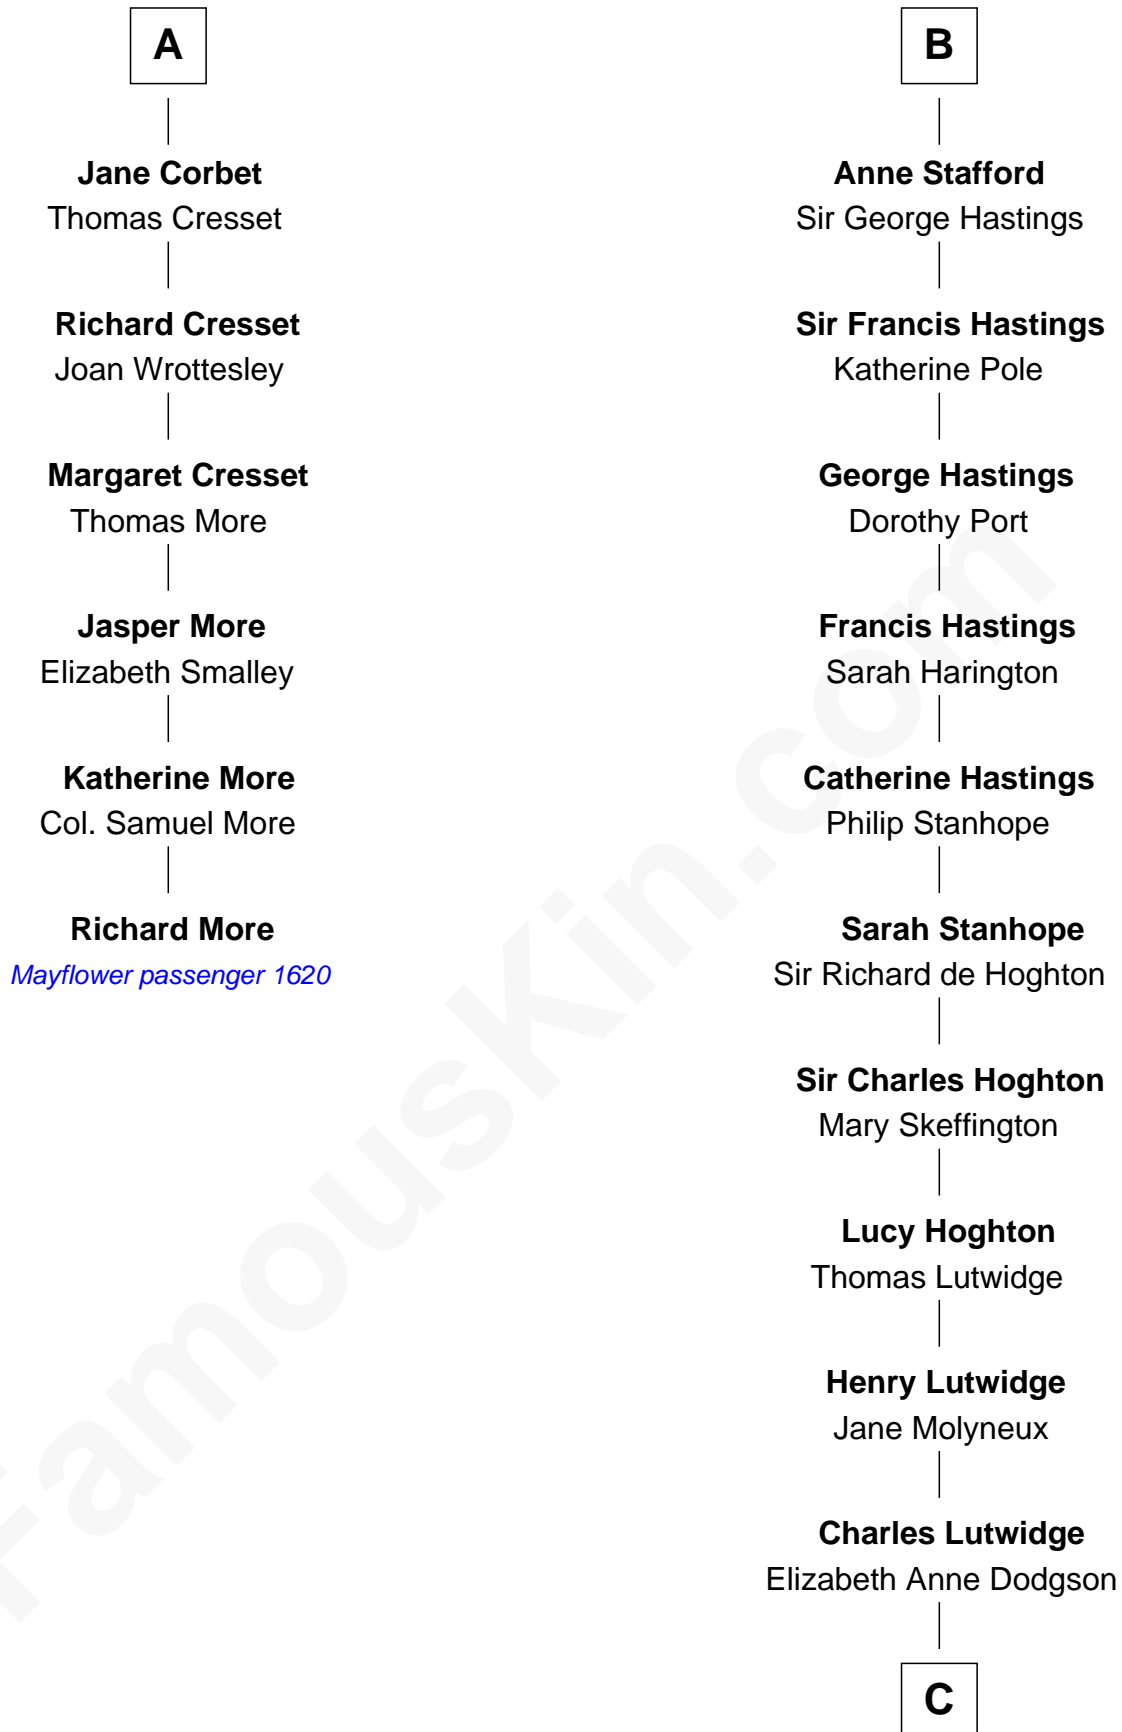 A
Jane Corbet
Thomas Cresset
Richard Cresset
Joan Wrottesley
Margaret Cresset
Thomas More
Jasper More
Elizabeth Smalley
Katherine More
Col. Samuel More
Richard More
Mayflower passenger 1620
B
Anne Stafford
Sir George Hastings
Sir Francis Hastings
Katherine Pole
George Hastings
Dorothy Port
Francis Hastings
Sarah Harington
Catherine Hastings
Philip Stanhope
Sarah Stanhope
Sir Richard de Hoghton
Sir Charles Hoghton
Mary Skeffington
Lucy Hoghton
Thomas Lutwidge
Henry Lutwidge
Jane Molyneux
Charles Lutwidge
Elizabeth Anne Dodgson
C
FamousKin.com